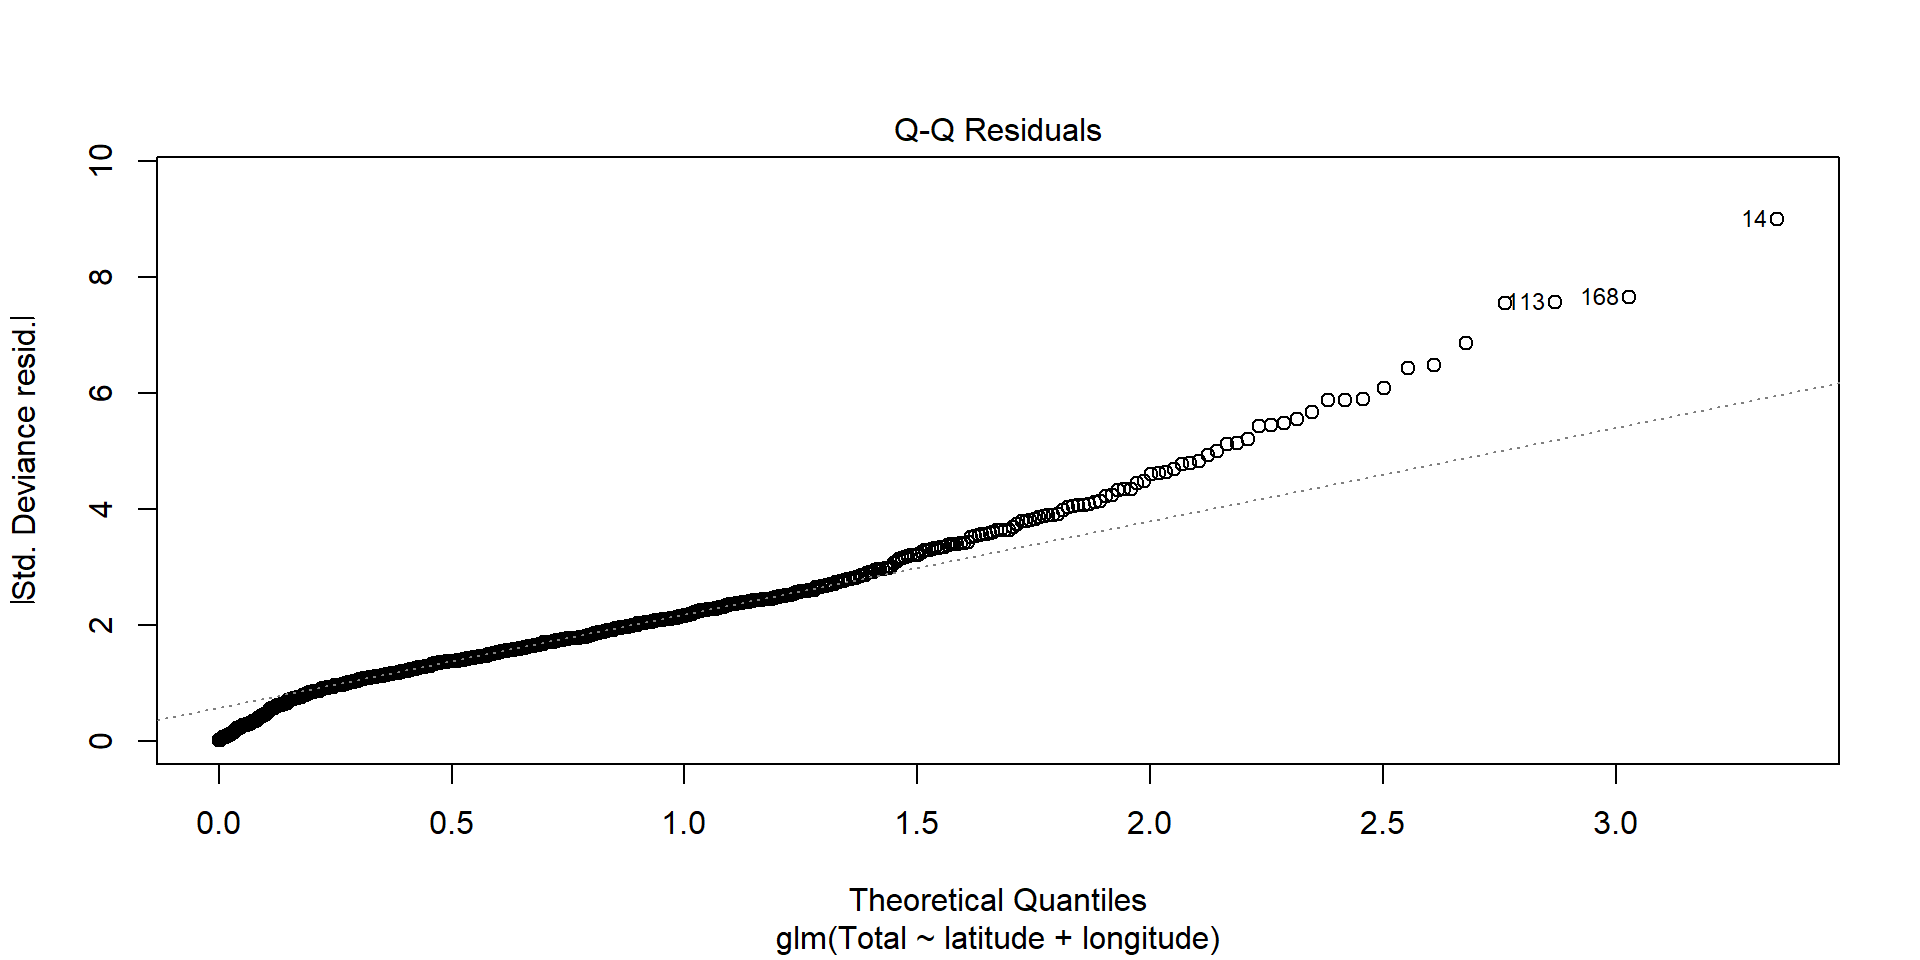 Q-Q Residuals
10
8
6
4
2
0
|Std. Deviance resid.|
14
113
168
0.0 0.5 1.0 1.5 2.0 2.5 3.0
Theoretical Quantiles
glm(Total ~ latitude + longitude)